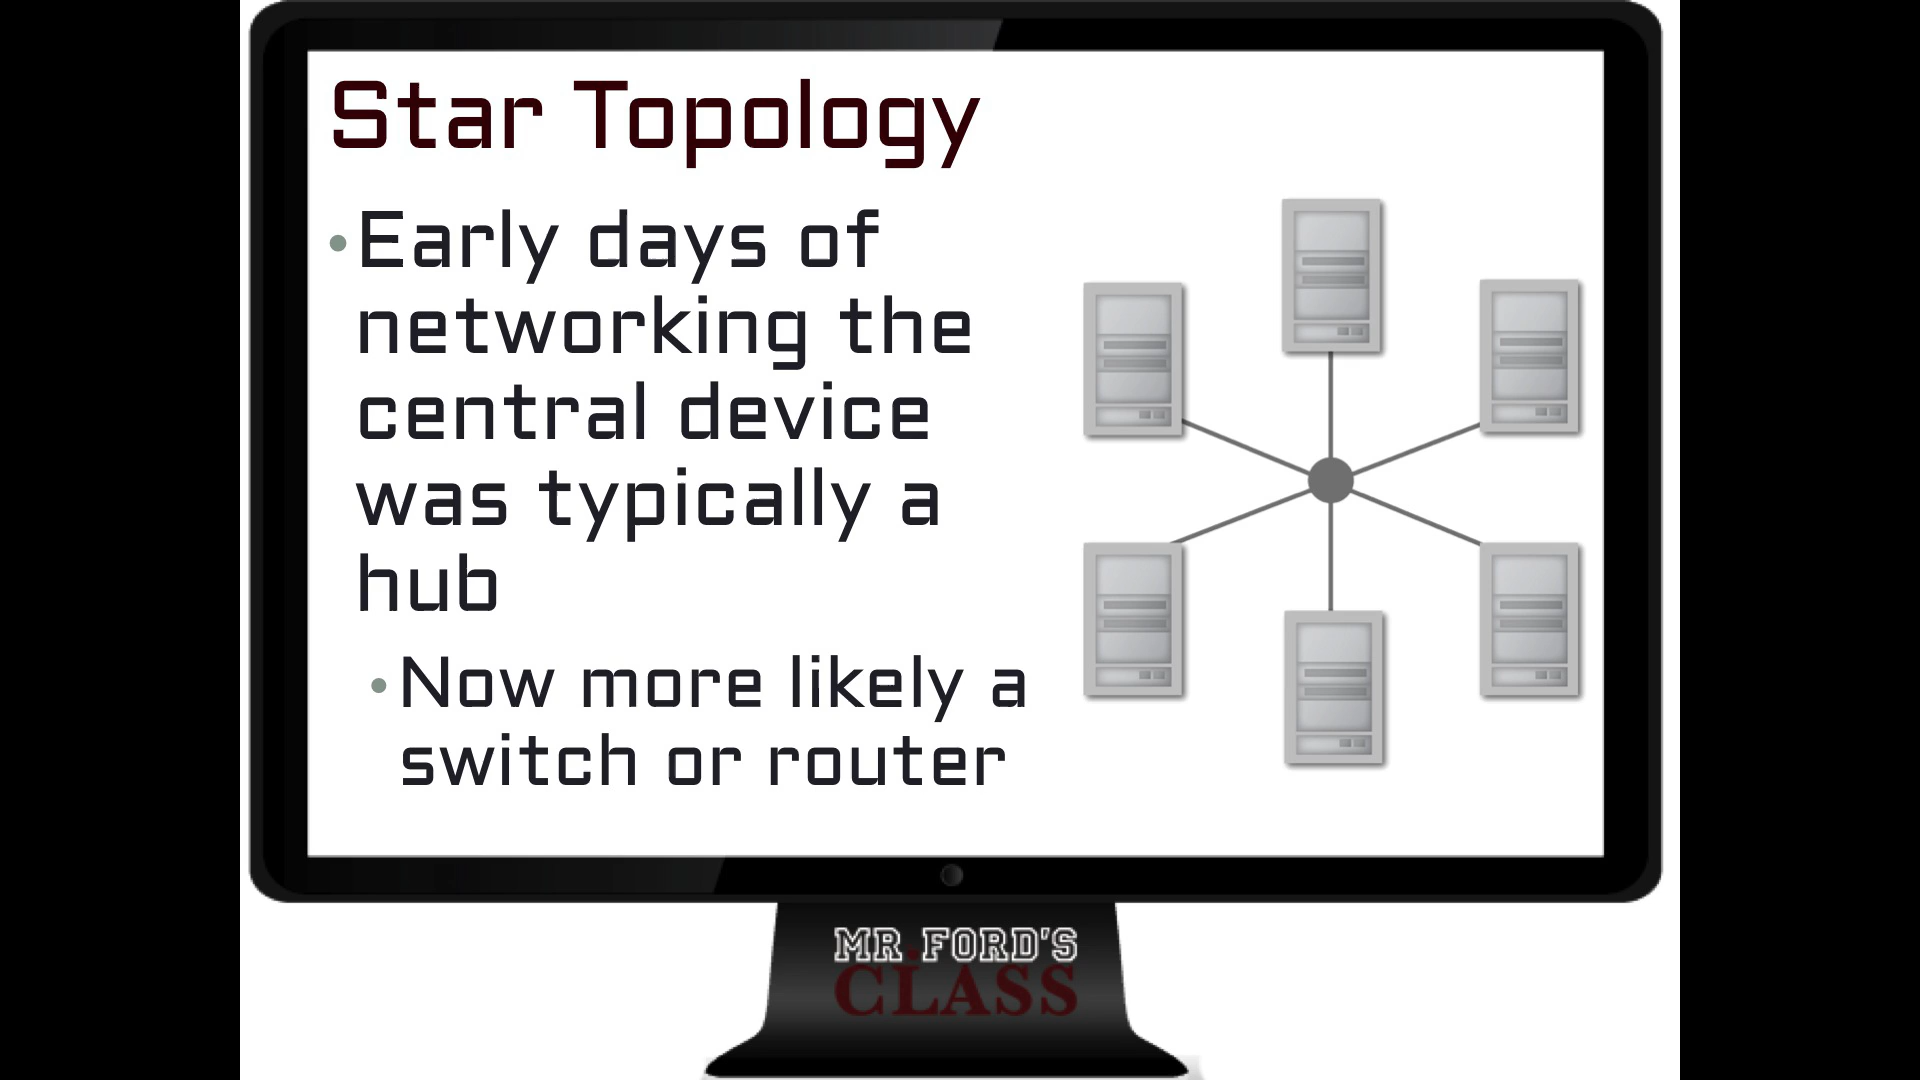 Star Topology
•Early days of
networking the
central device
was typically a
hub
•Now more likely a
switch or router
MR FORD'S
CLASS